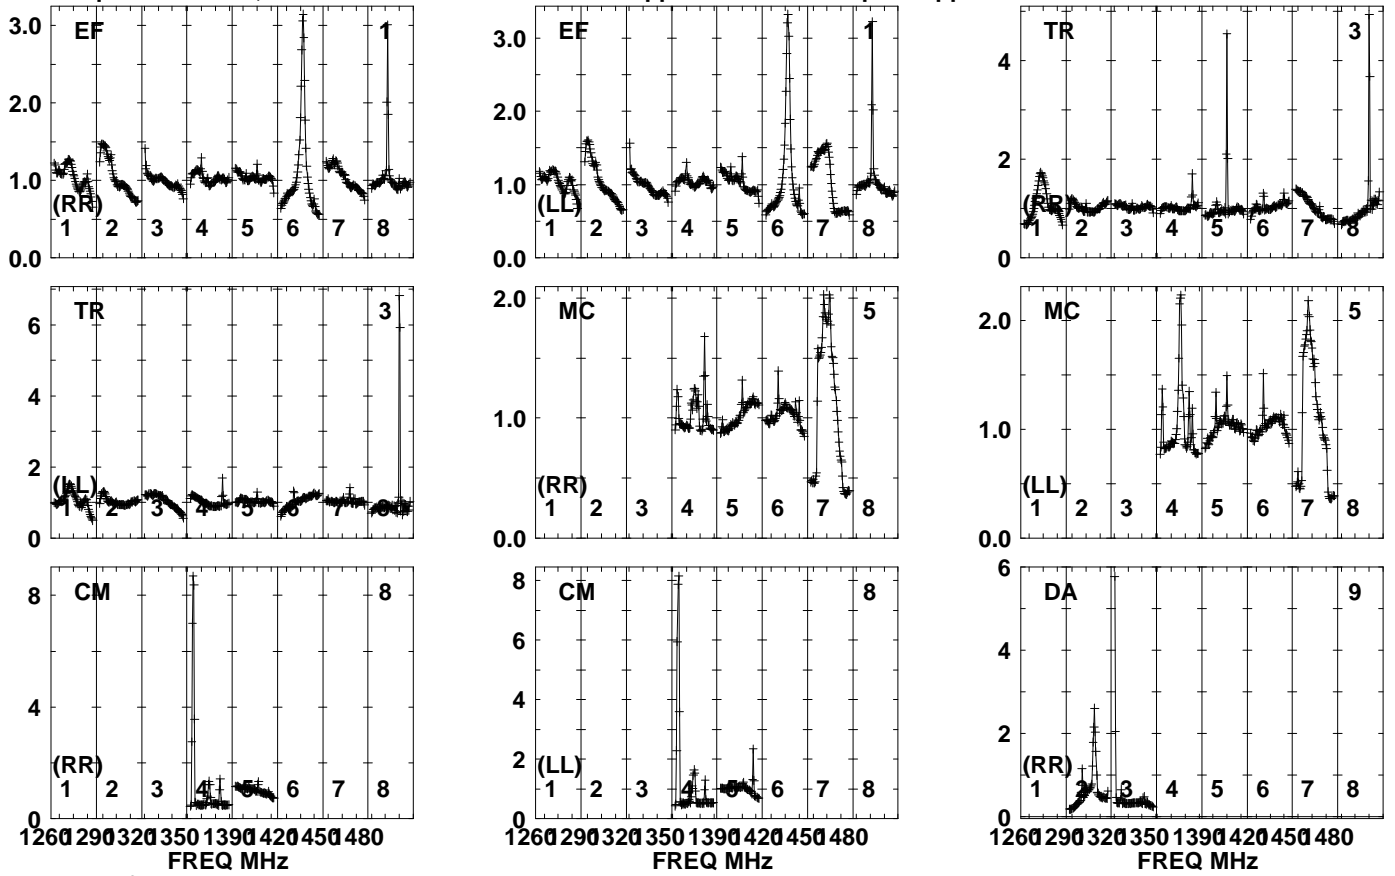 EF 1 EF 1 TR 3
3.0 3.0 4
2.0 2.0 2
1.0 1.0
(RR) (LL) (RR)
1 2 3 4 5 6 7 8 1 2 3 4 5 6 7 8 1 2 3 4 5 6 7 8
0.0 0.0 0
TR 3 MC 5 MC 5
6 2.0 2.0
4 1.0 1.0
2
(LL) (RR) (LL)
1 2 3 4 5 6 7 8 1 2 3 4 5 6 7 8 1 2 3 4 5 6 7 8
0 0.0 0.0
CM 8 CM 8 DA 9
8 8 6
4 6 4
4 2
2
(RR) (LL) (RR)
1 2 3 4 5 6 7 8 1 2 3 4 5 6 7 8 1 2 3 4 5 6 7 8
0 0 0
1260 1290 1320 1350 1390 1420 1450 1480 1260 1290 1320 1350 1390 1420 1450 1480 1260 1290 1320 1350 1390 1420 1450 1480
FREQ MHz FREQ MHz FREQ MHz